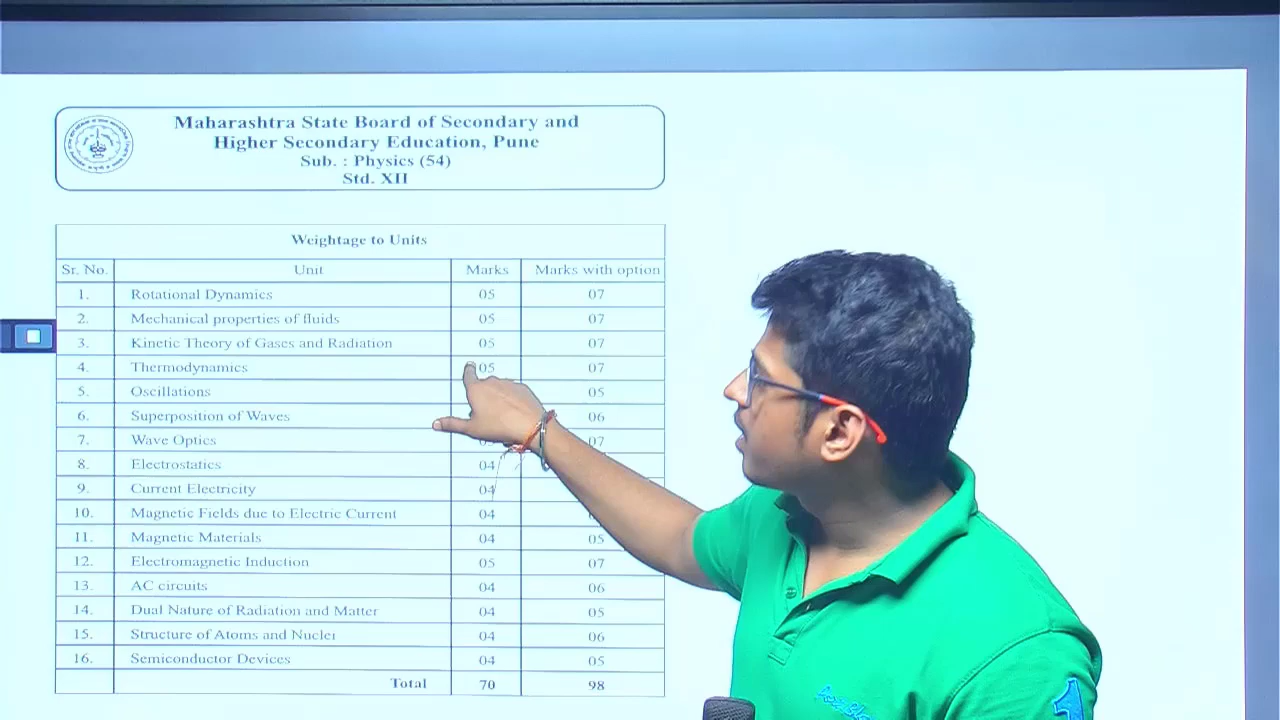 Maharashtra State Board of Secondary and
Higher Secondary Education, Pune
Sub. : Physics (54)
Std. XII
Weightage to Units
Sr. No. Unit Marks Marks with option
1. Rotational Dynamics 05 07
2. Mechanical properties of fluids 05 07
3. Kinetic Theory of Gases and Radiation 05 07
4. Thermodynamics 05 07
5. Oscillations 05
6. Superposition of Waves 06
7. Wave Optics 07
8. Electrostatics 04
9. Current Electricity 04
10. Magnetic Fields due to Electric Current 04
11. Magnetic Materials 04 05
12. Electromagnetic Induction 05 07
13. AC circuits 04 06
14. Dual Nature of Radiation and Matter 04 05
15. Structure of Atoms and Nuclei 04 06
16. Semiconductor Devices 04 05
Total 70 98
1